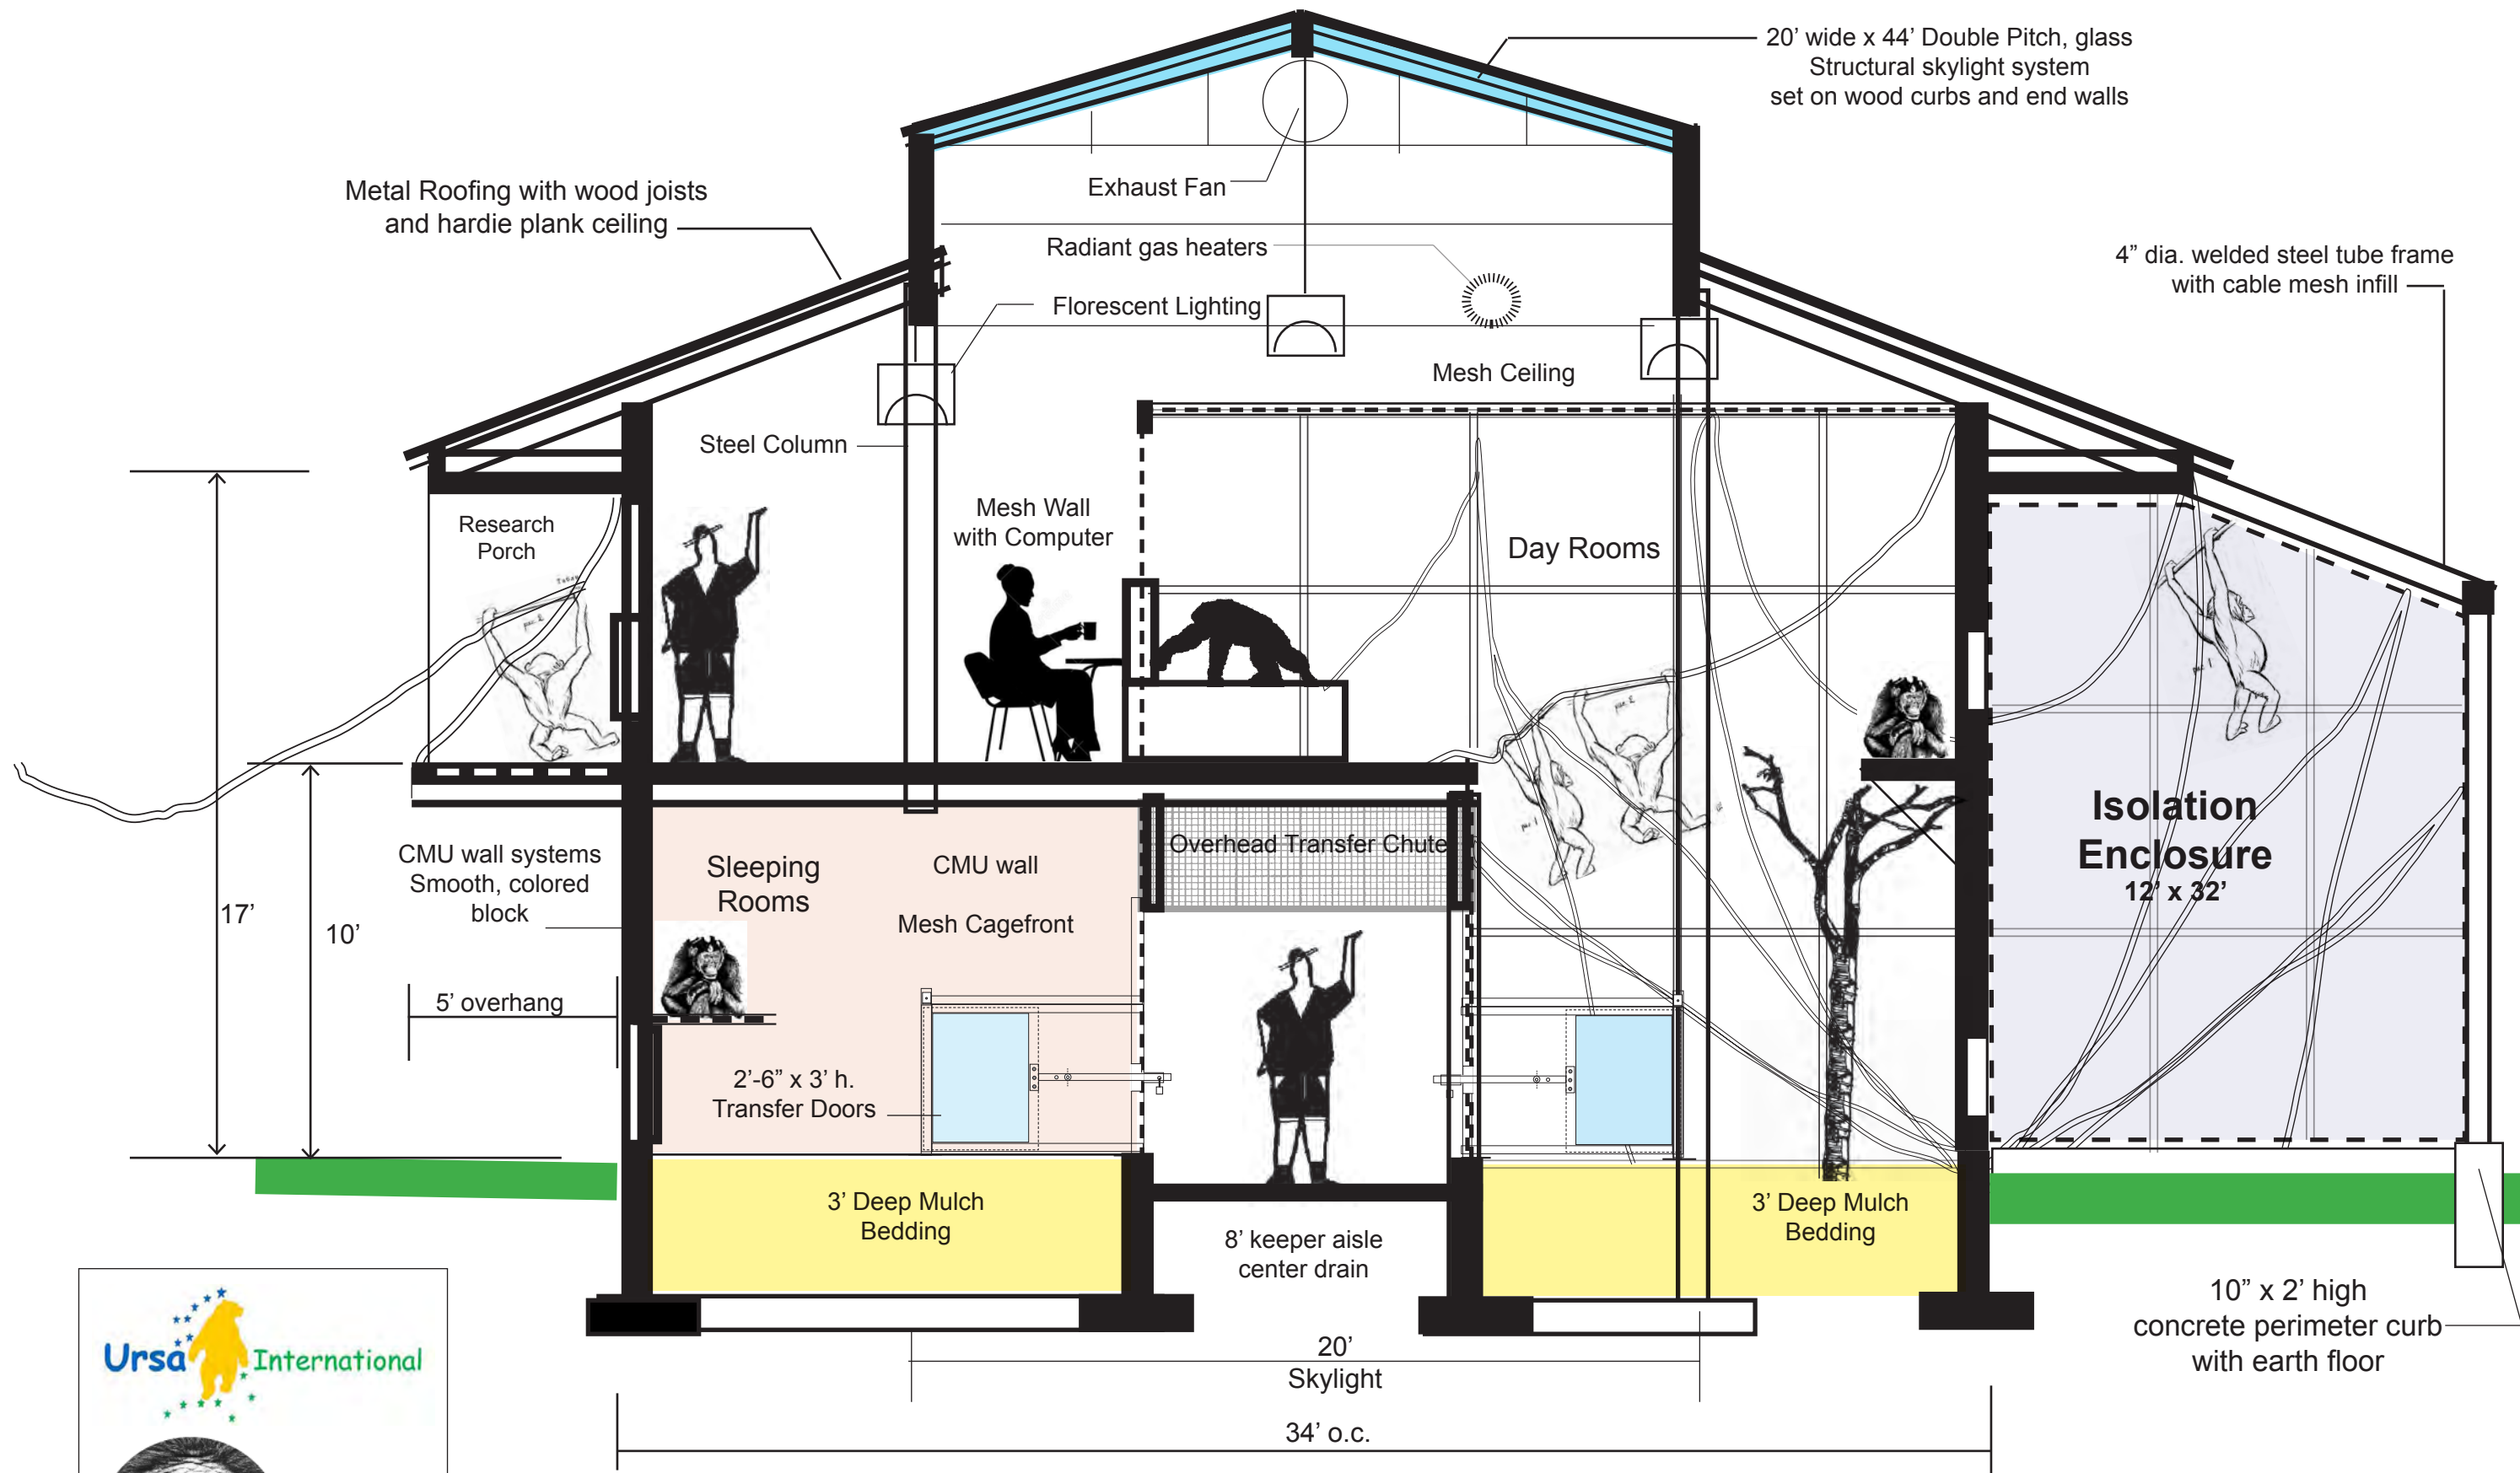 20’ wide x 44’ Double Pitch, glass
Structural skylight system
set on wood curbs and end walls
Metal Roofing with wood joists
and hardie plank ceiling
Exhaust Fan
Radiant gas heaters
Florescent Lighting
4” dia. welded steel tube frame
with cable mesh infill
Mesh Ceiling
Steel Column
Research
Porch
Mesh Wall
with Computer
Day Rooms
17’
10’
CMU wall systems
Smooth, colored
block
5’ overhang
Sleeping
Rooms
CMU wall
Mesh Cagefront
Overhead Transfer Chute
Isolation
Enclosure
12’ x 32’
2’-6” x 3’ h.
Transfer Doors
3’ Deep Mulch
Bedding
8’ keeper aisle
center drain
3’ Deep Mulch
Bedding
10” x 2’ high
concrete perimeter curb
with earth floor
20’
Skylight
34’ o.c.
Ursa International